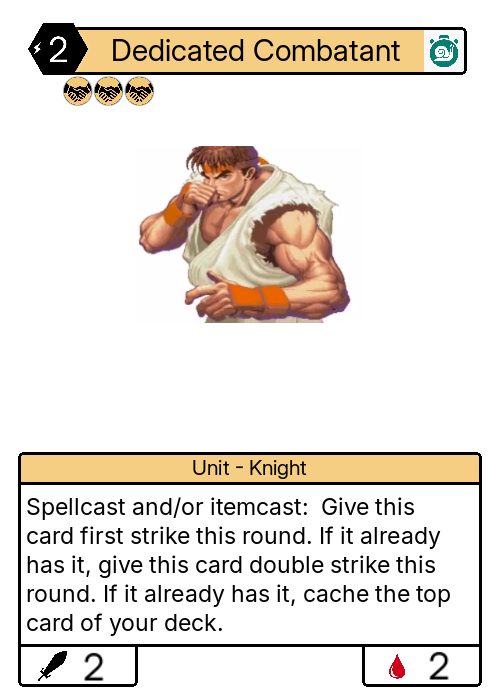 2 Dedicated Combatant
Unit - Knight
Spellcast and/or itemcast:  Give this
card first strike this round. If it already
has it, give this card double strike this
round. If it already has it, cache the top
card of your deck.
2
2